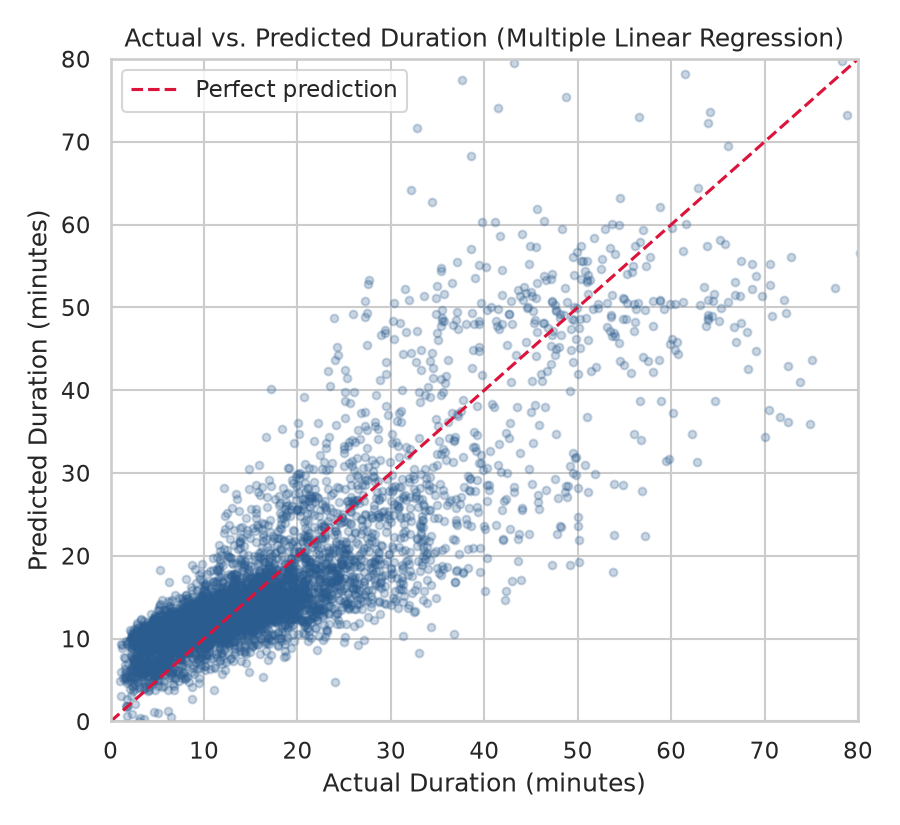 Actual vs. Predicted Duration (Multiple Linear Regression)
Perfect prediction
Predicted Duration (minutes)
80
70
60
50
40
30
20
10
0
0 10 20 30 40 50 60 70 80
Actual Duration (minutes)